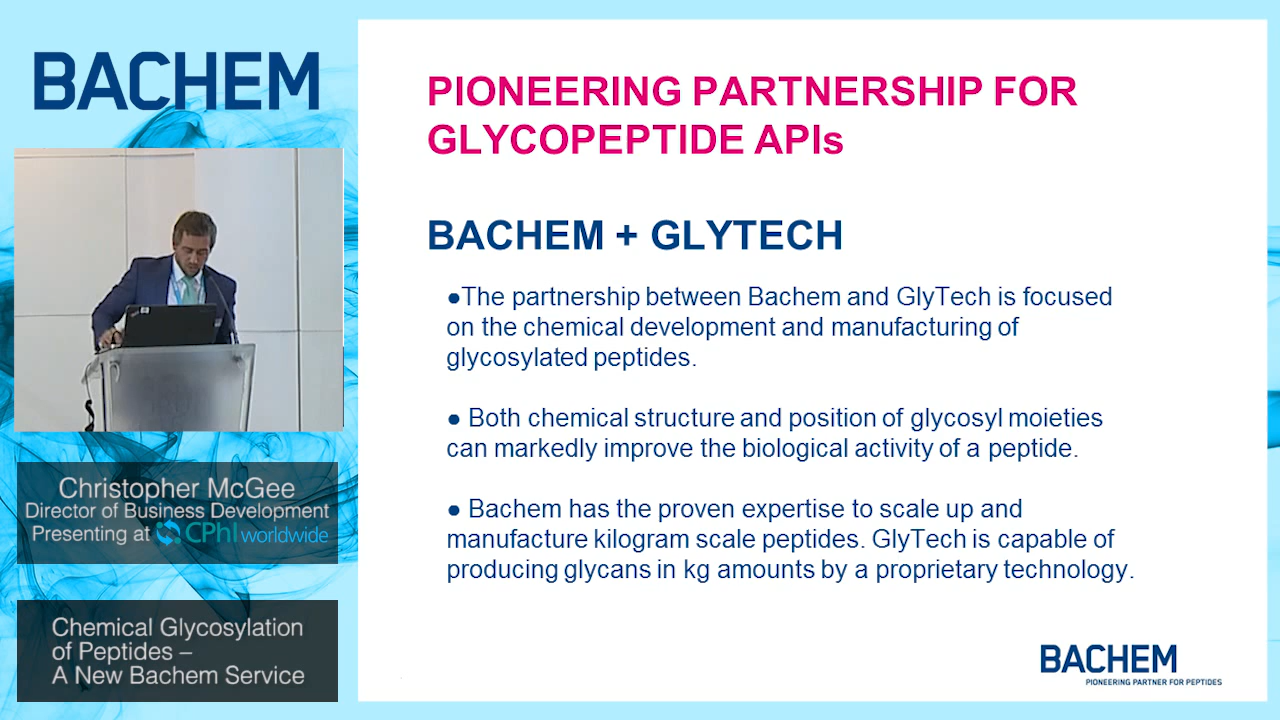 BACHEM
Christopher McGee
Director of Business Development
Presenting at CPhI worldwide
Chemical Glycosylation
of Peptides –
A New Bachem Service
PIONEERING PARTNERSHIP FOR
GLYCOPEPTIDE APIs
BACHEM + GLYTECH
●The partnership between Bachem and GlyTech is focused
on the chemical development and manufacturing of
glycosylated peptides.
● Both chemical structure and position of glycosyl moieties
can markedly improve the biological activity of a peptide.
● Bachem has the proven expertise to scale up and
manufacture kilogram scale peptides. GlyTech is capable of
producing glycans in kg amounts by a proprietary technology.
BACHEM
PIONEERING PARTNER FOR PEPTIDES